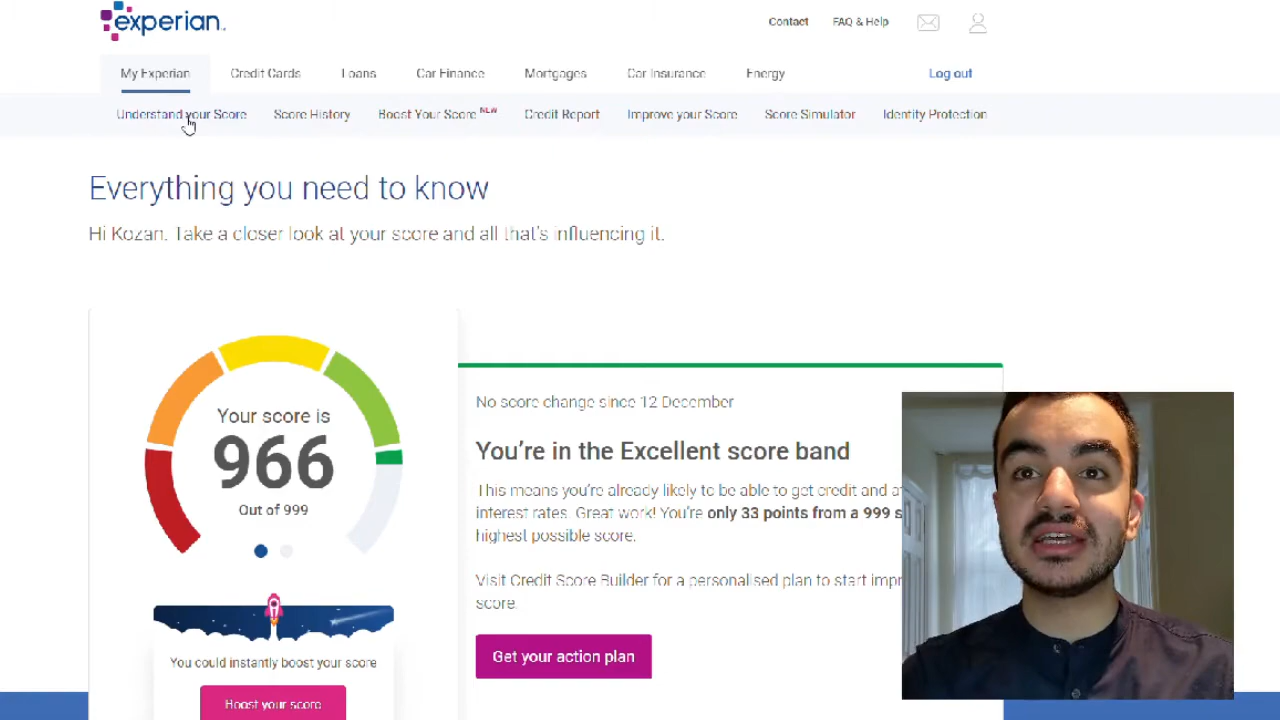 experian™
Contact FAQ & Help
My Experian Credit Cards Loans Car Finance Mortgages Car Insurance Energy Log out
Understand your Score Score History Boost Your Score NEW Credit Report Improve your Score Score Simulator Identity Protection
Everything you need to know
Hi Kozan. Take a closer look at your score and all that's influencing it.
Your score is
966
Out of 999
You could instantly boost your score
Boost your score
No score change since 12 December
You're in the Excellent score band
This means you're already likely to be able to get credit and a
interest rates. Great work! You're only 33 points from a 999 s
highest possible score.
Visit Credit Score Builder for a personalised plan to start impr
score.
Get your action plan